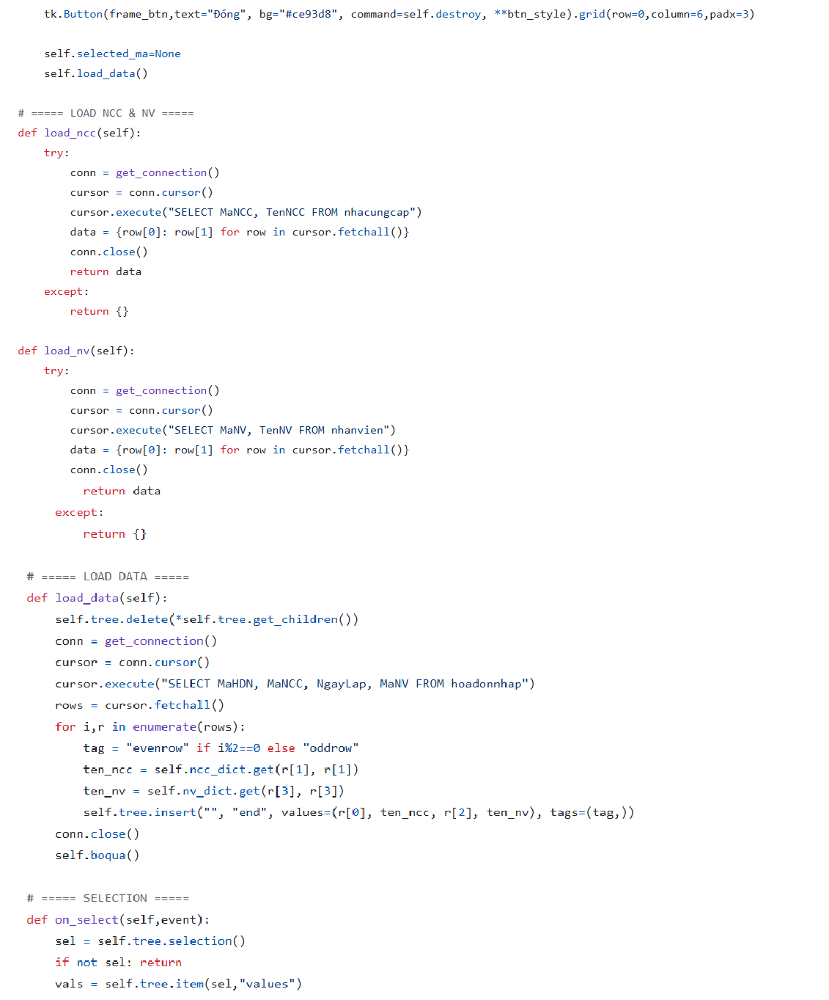 tk.Button(frame_btn,text="Đóng", bg="#ce93d8", command=self.destroy, **btn_style).grid(row=0,column=6,padx=3)

    self.selected_ma=None
    self.load_data()

# ===== LOAD NCC & NV =====
def load_ncc(self):
    try:
        conn = get_connection()
        cursor = conn.cursor()
        cursor.execute("SELECT MaNCC, TenNCC FROM nhacungcap")
        data = {row[0]: row[1] for row in cursor.fetchall()}
        conn.close()
        return data
    except:
        return {}

def load_nv(self):
    try:
        conn = get_connection()
        cursor = conn.cursor()
        cursor.execute("SELECT MaNV, TenNV FROM nhanvien")
        data = {row[0]: row[1] for row in cursor.fetchall()}
        conn.close()
        return data
    except:
        return {}

# ===== LOAD DATA =====
def load_data(self):
    self.tree.delete(*self.tree.get_children())
    conn = get_connection()
    cursor = conn.cursor()
    cursor.execute("SELECT MaHDN, MaNCC, NgayLap, MaNV FROM hoadonnhap")
    rows = cursor.fetchall()
    for i,r in enumerate(rows):
        tag = "evenrow" if i%2==0 else "oddrow"
        ten_ncc = self.ncc_dict.get(r[1], r[1])
        ten_nv = self.nv_dict.get(r[3], r[3])
        self.tree.insert("", "end", values=(r[0], ten_ncc, r[2], ten_nv), tags=(tag,))
    conn.close()
    self.boqua()

# ===== SELECTION =====
def on_select(self,event):
    sel = self.tree.selection()
    if not sel: return
    vals = self.tree.item(sel,"values")